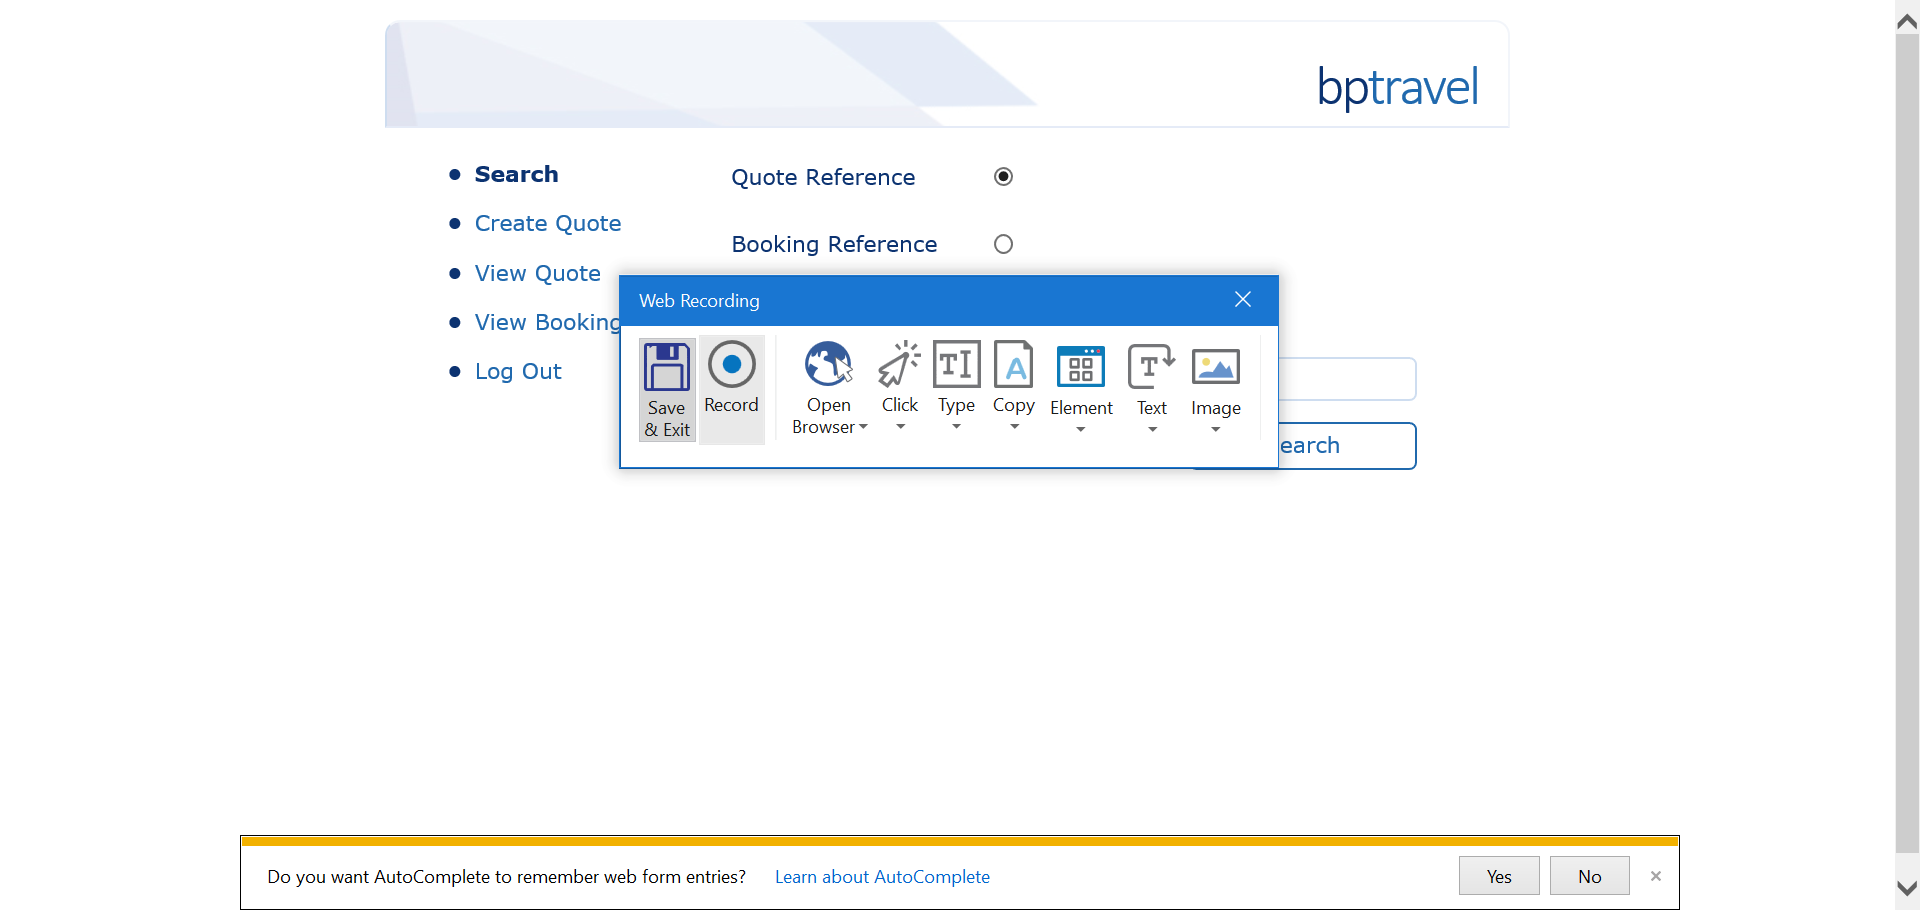 bptravel
Search
Create Quote
View Quote
View Booking
Log Out
Quote Reference
Booking Reference
Web Recording
Save
& Exit
Record
Open
Browser
Click
Type
Copy
Element
Text
Image
earch
Do you want AutoComplete to remember web form entries? Learn about AutoComplete
Yes
No